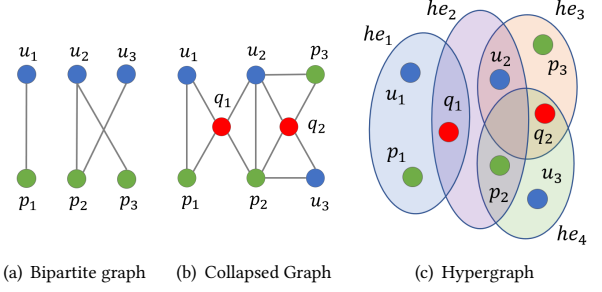 he₂
he₃
he₁
u₁ u₂ u₃ u₁ u₂ p₃
u₂ p₃
q₁ u₁ q₁
q₂ q₂
p₁ u₃
p₂
p₁ p₂ p₃ p₁ p₂ u₃
he₄
(a) Bipartite graph (b) Collapsed Graph (c) Hypergraph